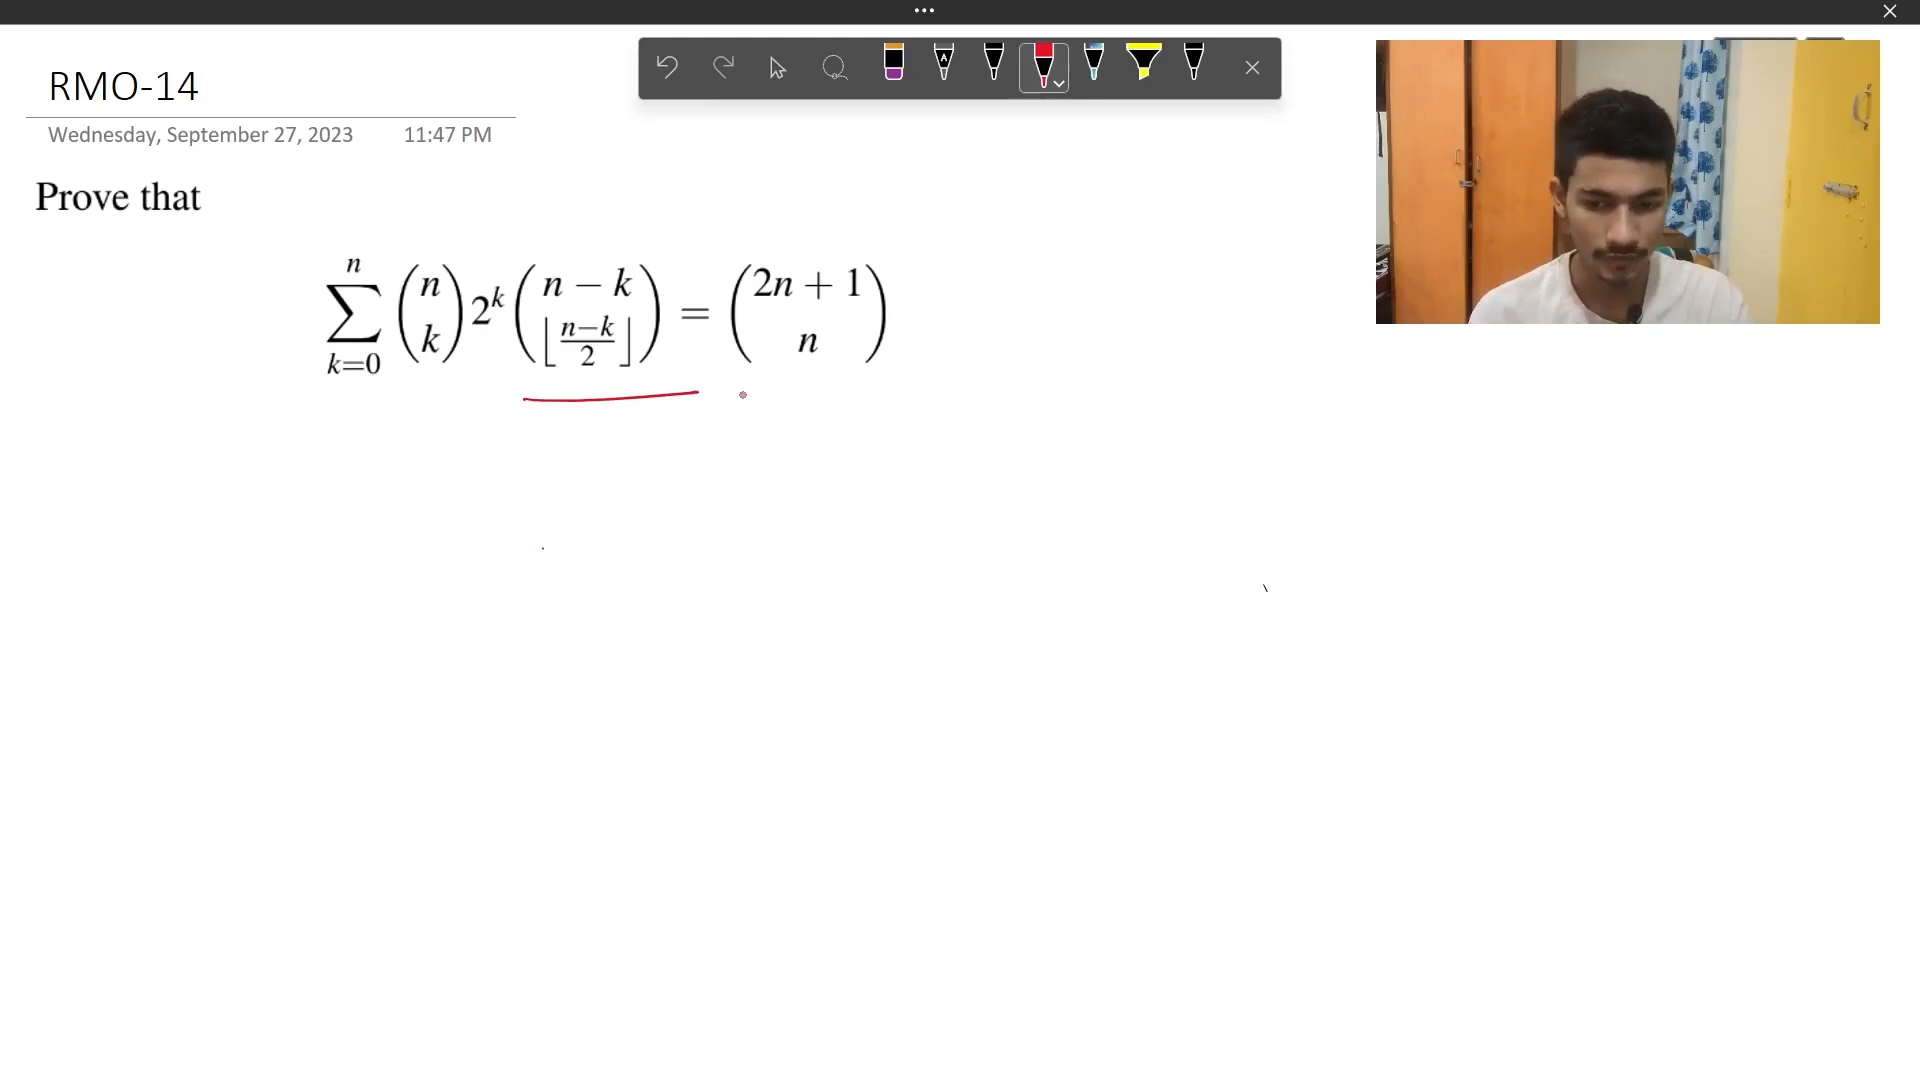 RMO-14
Wednesday, September 27, 2023 11:47 PM
Prove that
\sum_{k=0}^{n} \binom{n}{k} 2^k \binom{n-k}{\lfloor \frac{n-k}{2} \rfloor} = \binom{2n+1}{n}